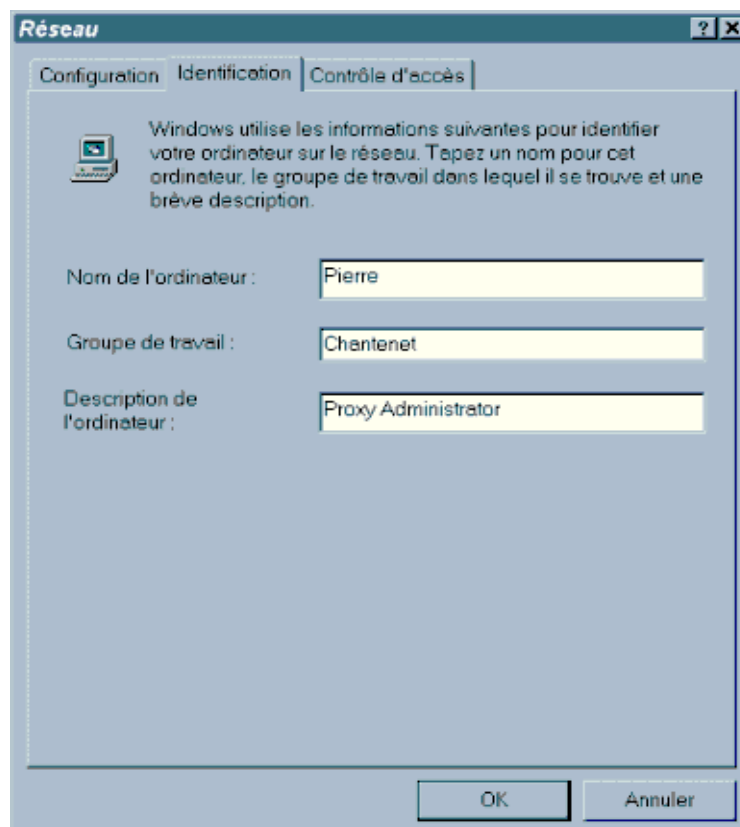 Réseau
Configuration Identification Contrôle d'accès
Windows utilise les informations suivantes pour identifier
votre ordinateur sur le réseau. Tapez un nom pour cet
ordinateur, le groupe de travail dans lequel il se trouve et une
brève description.
Nom de l'ordinateur :
Pierre
Groupe de travail :
Chantenet
Description de
l'ordinateur :
Proxy Administrator
OK Annuler